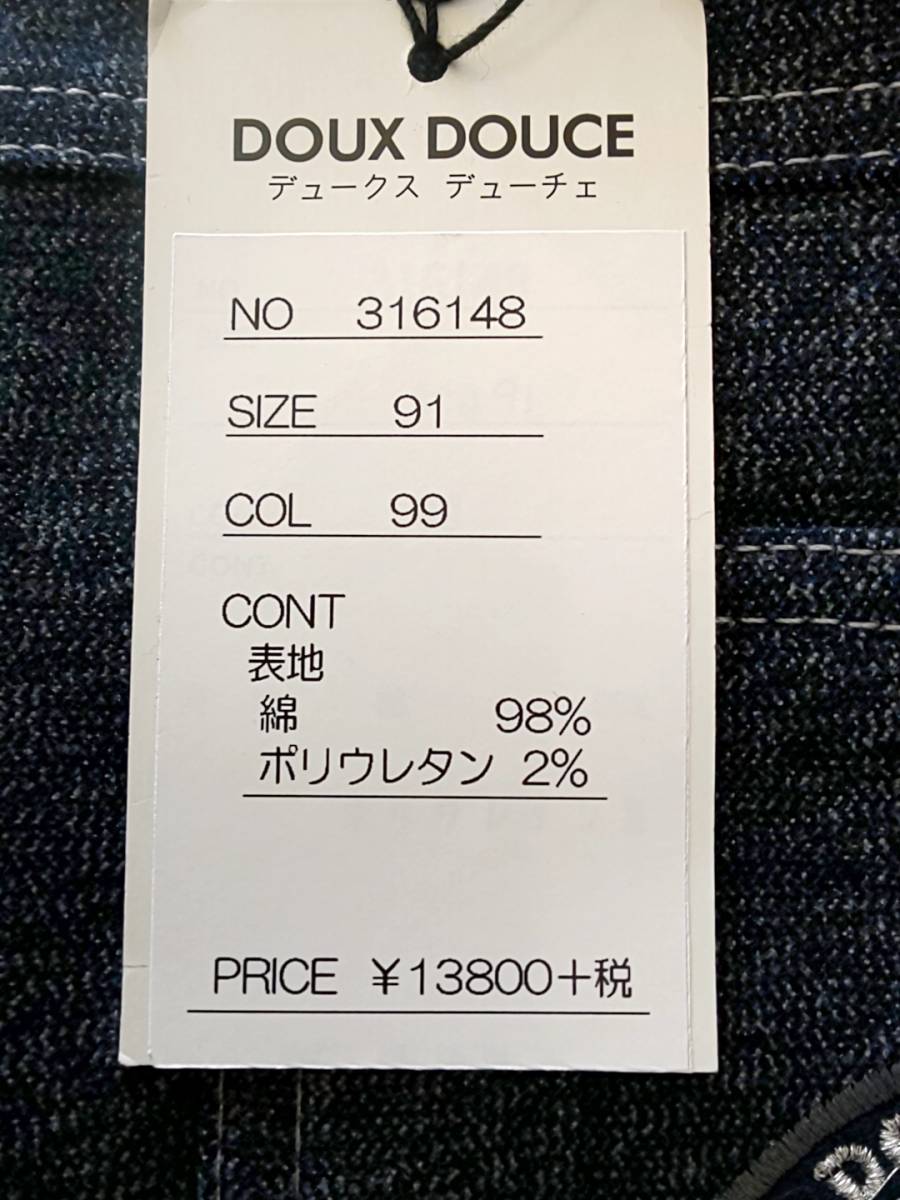 DOUX DOUCE
デュークス デューチェ
NO 316148
SIZE 91
COL 99
CONT
表地
綿 98%
ポリウレタン 2%
PRICE ¥13800+税